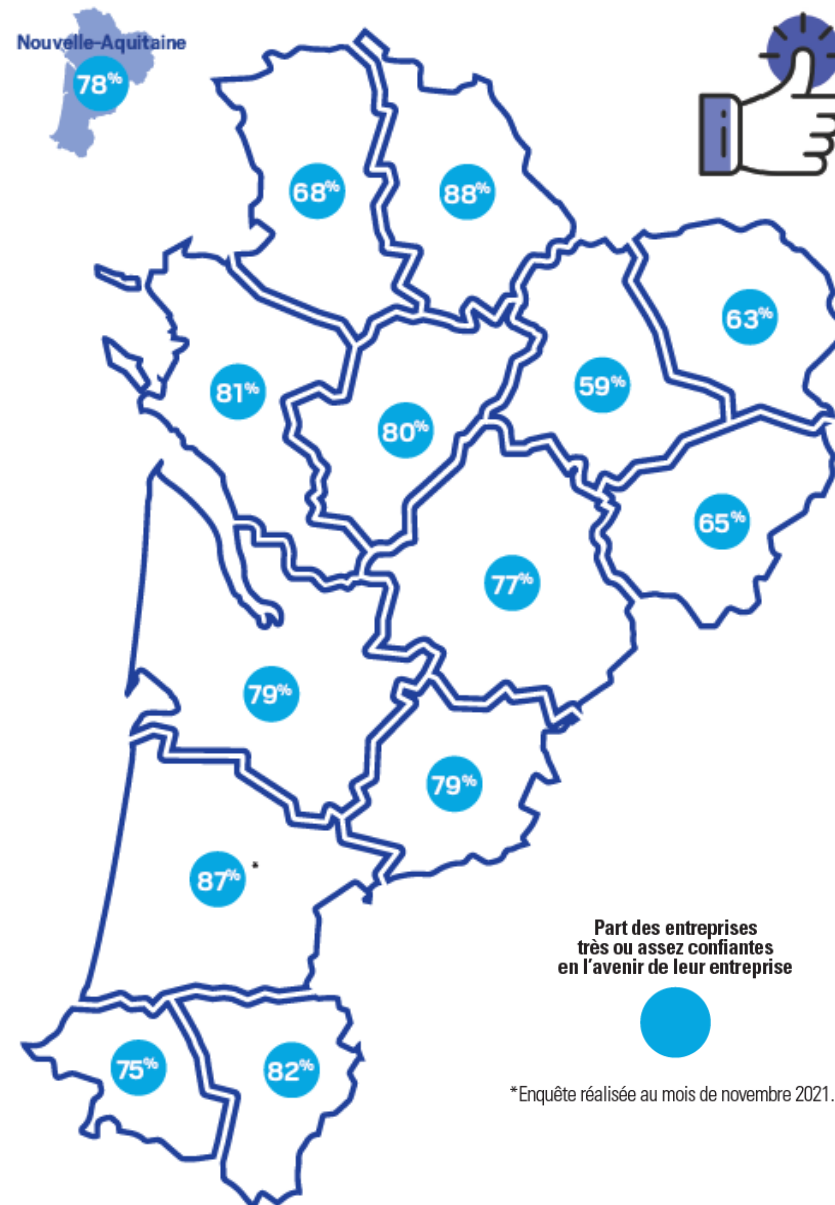 Nouvelle-Aquitaine
78%
68%
88%
63%
81%
59%
80%
65%
77%
79%
79%
87% *
75%
82%
Part des entreprises
très ou assez confiantes
en l'avenir de leur entreprise
*Enquête réalisée au mois de novembre 2021.